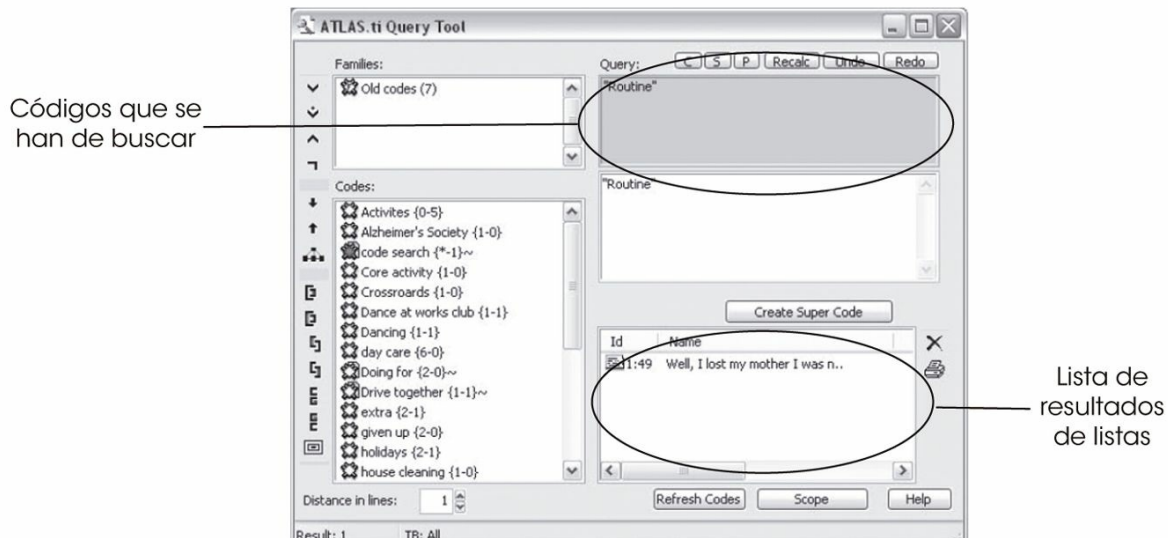 ATLAS.ti Query Tool
Families:
Old codes (7)
Query:
C S P Recalc Undo Redo
"Routine"
Códigos que se
han de buscar
"Routine"
Codes:
Activites {0-5}
Alzheimer's Society {1-0}
code search {*-1}~
Core activity {1-0}
Crossroards {1-0}
Dance at works club {1-1}
Dancing {1-1}
day care {6-0}
Doing for {2-0}~
Drive together {1-1}~
extra {2-1}
given up {2-0}
holidays {2-1}
house cleaning {1-0}
Create Super Code
Id Name
1:49 Well, I lost my mother I was n..
Lista de
resultados
de listas
Distance in lines: 1
Refresh Codes Scope Help
Result: 1 TB: All